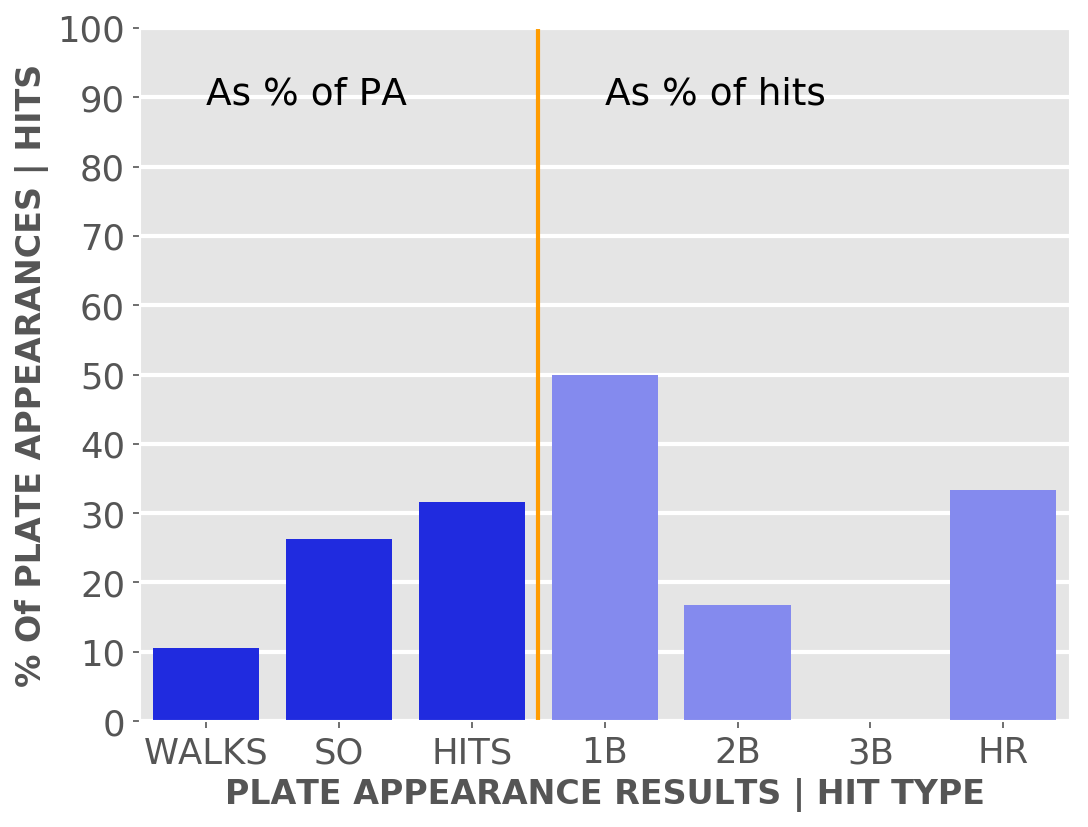 As % of PA
As % of hits
% Of PLATE APPEARANCES | HITS
100
90
80
70
60
50
40
30
20
10
0
WALKS SO HITS 1B 2B 3B HR
PLATE APPEARANCE RESULTS | HIT TYPE